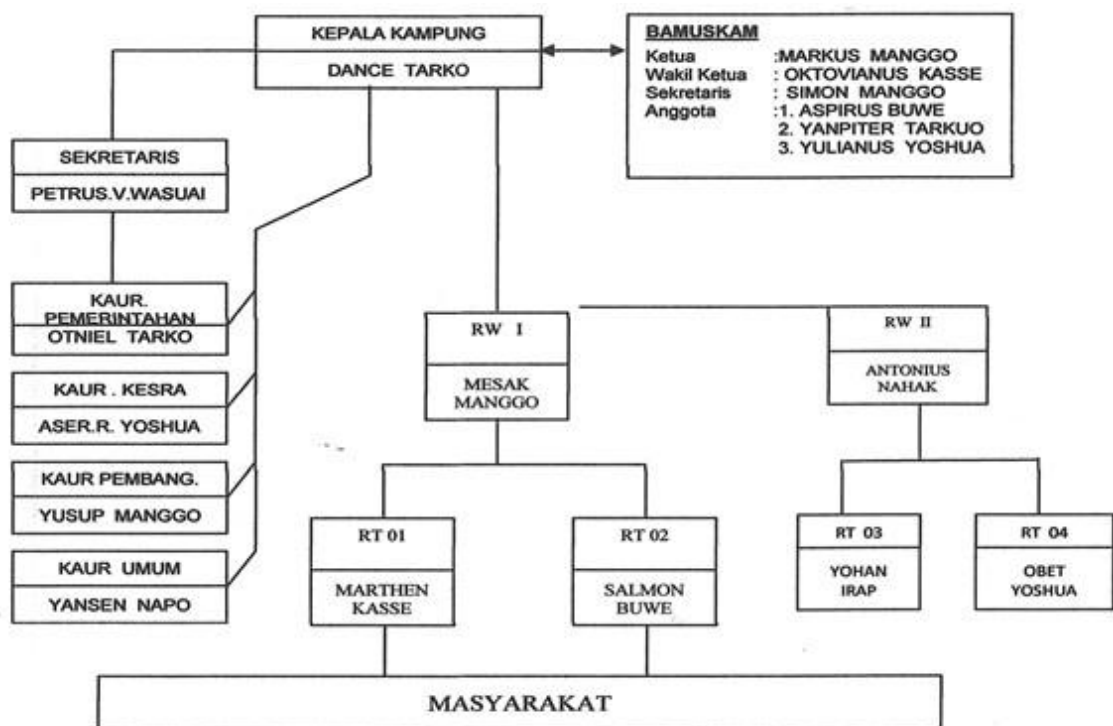 KEPALA KAMPUNG
DANCE TARKO
BAMUSKAM
Ketua :MARKUS MANGGO
Wakil Ketua : OKTOVIANUS KASSE
Sekretaris : SIMON MANGGO
Anggota :1. ASPIRUS BUWE
2. YANPITER TARKUO
3. YULIANUS YOSHUA
SEKRETARIS
PETRUS.V.WASUAI
KAUR.
PEMERINTAHAN
OTNIEL TARKO
KAUR . KESRA
ASER.R. YOSHUA
KAUR PEMBANG.
YUSUP MANGGO
KAUR UMUM
YANSEN NAPO
RW I
MESAK
MANGGO
RW II
ANTONIUS
NAHAK
RT 01
MARTHEN
KASSE
RT 02
SALMON
BUWE
RT 03
YOHAN
IRAP
RT 04
OBET
YOSHUA
MASYARAKAT